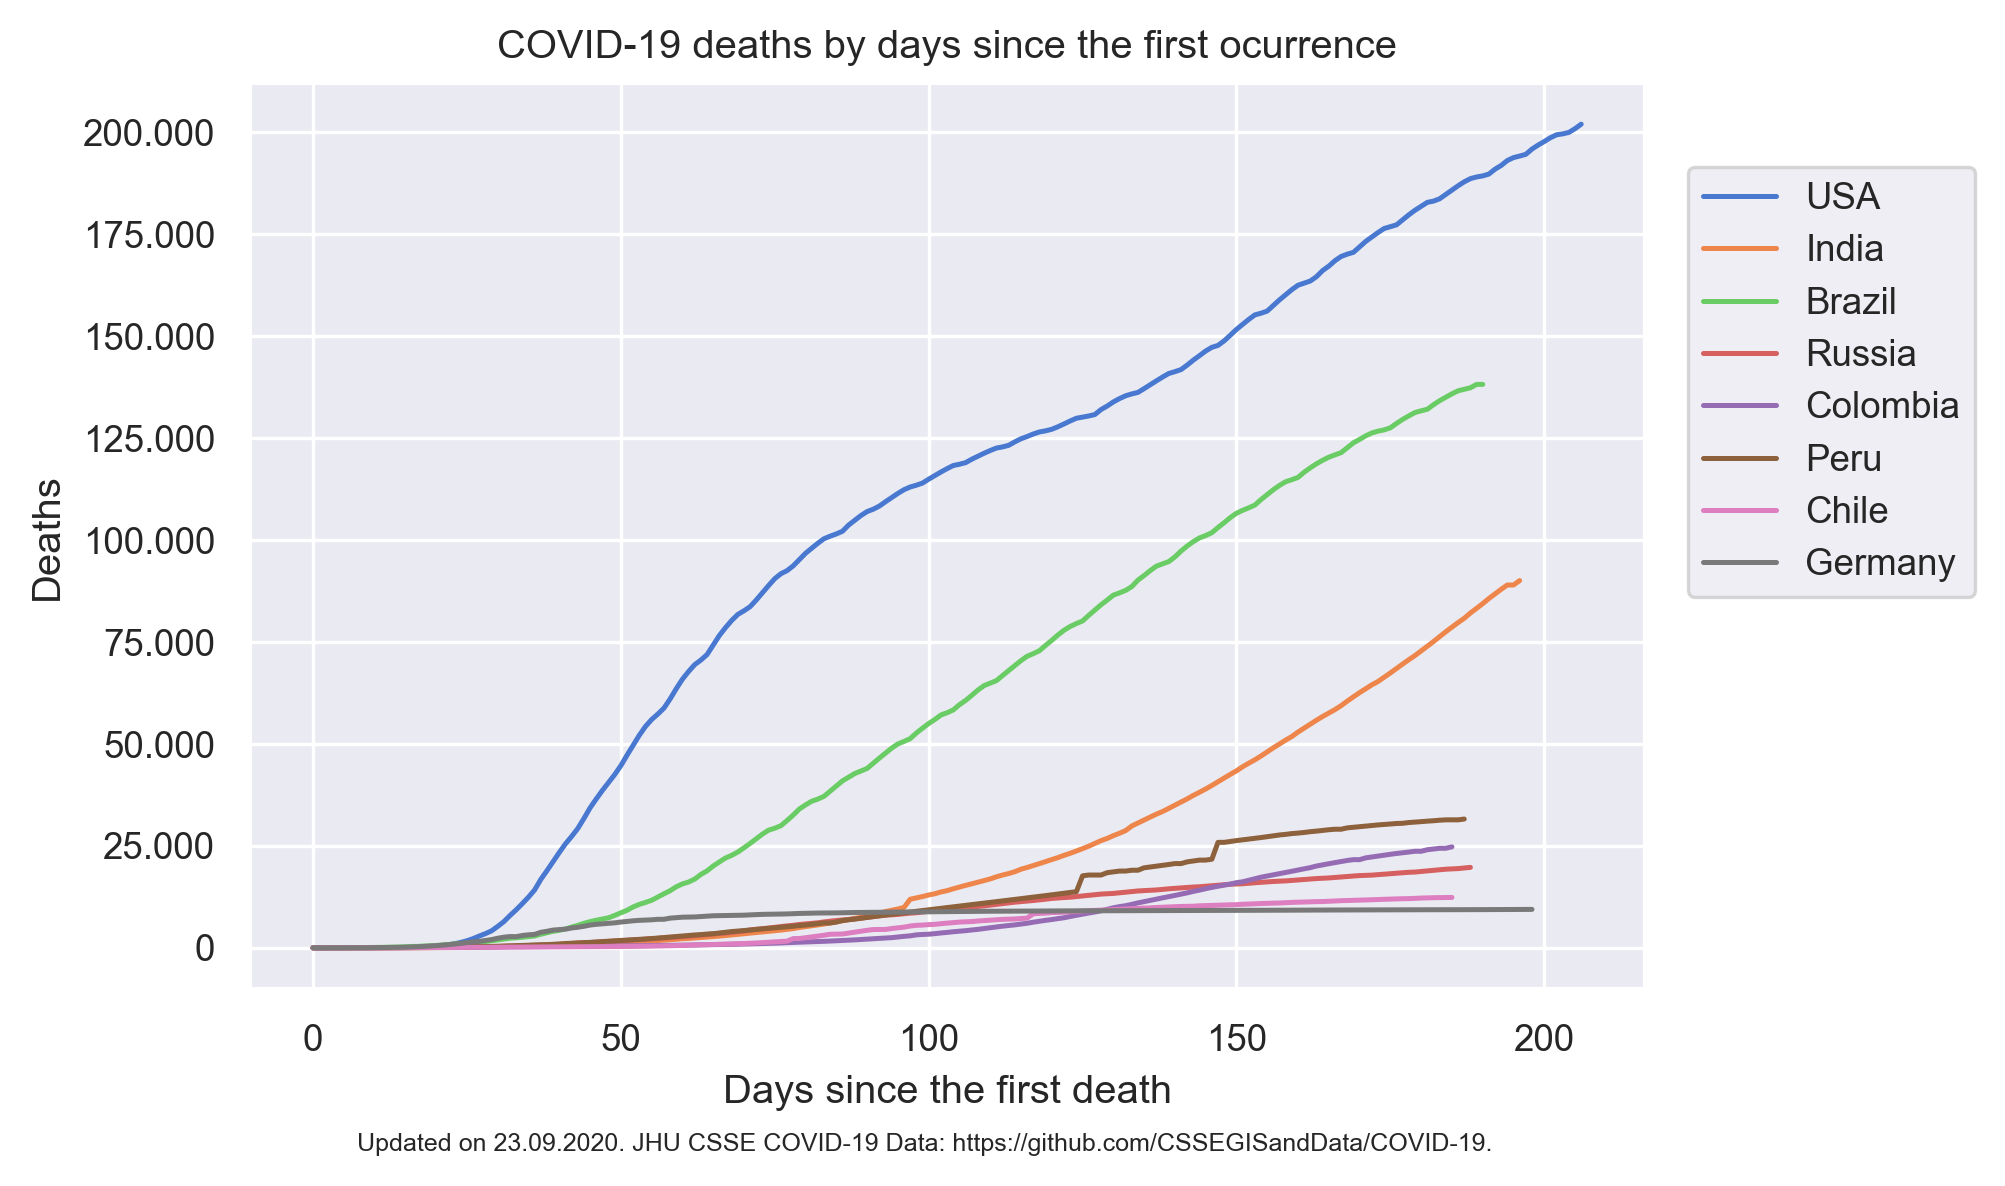 COVID-19 deaths by days since the first ocurrence
200.000
175.000
150.000
125.000
100.000
75.000
50.000
25.000
0
Deaths
0 50 100 150 200
Days since the first death
USA
India
Brazil
Russia
Colombia
Peru
Chile
Germany
Updated on 23.09.2020. JHU CSSE COVID-19 Data: https://github.com/CSSEGISandData/COVID-19.